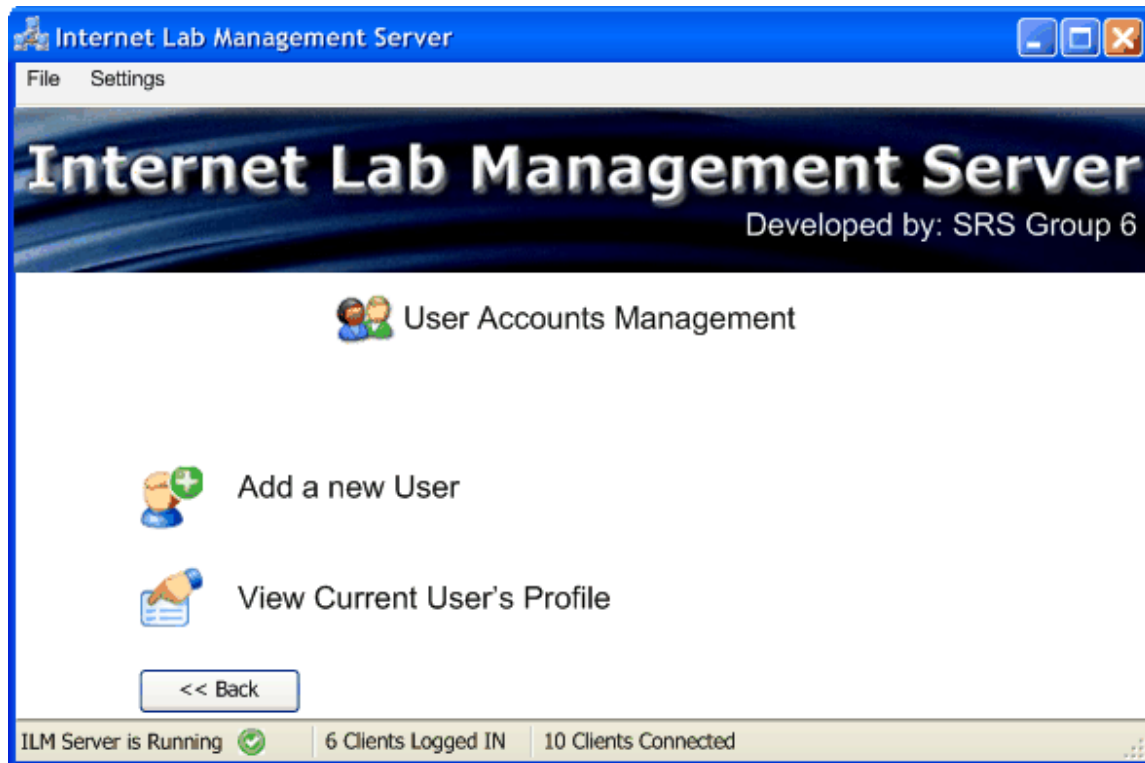 Internet Lab Management Server
File Settings
Internet Lab Management Server
Developed by: SRS Group 6
User Accounts Management
Add a new User
View Current User’s Profile
<< Back
ILM Server is Running 6 Clients Logged IN 10 Clients Connected